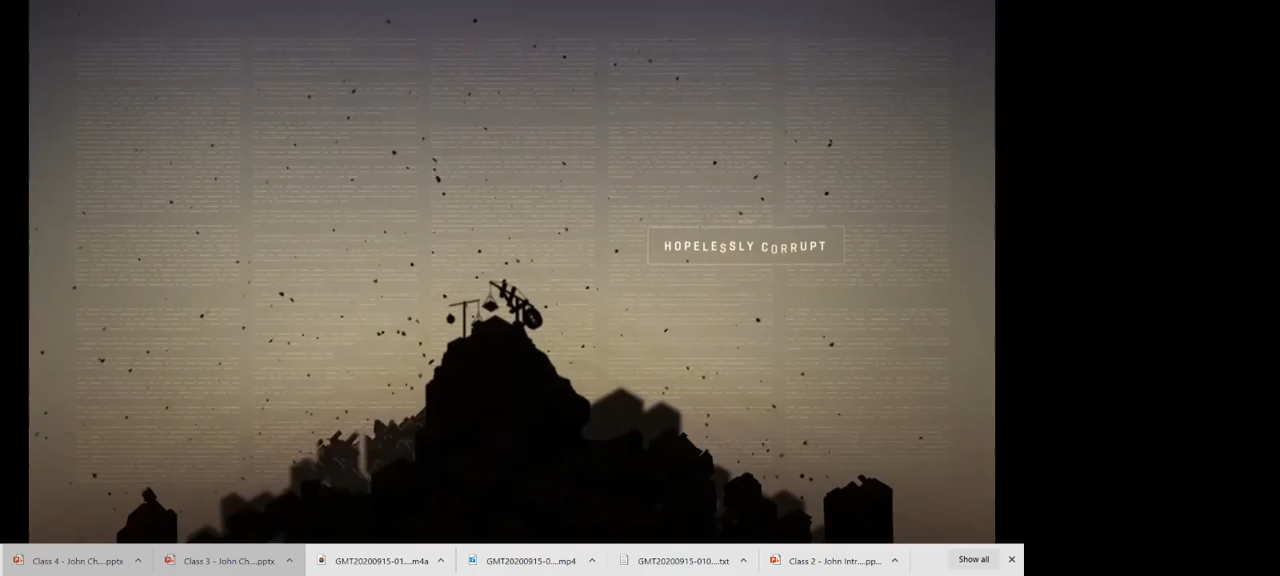 HOPELESSLY CORRUPT
Class 4 - John Ch....pptx
Class 3 - John Ch....pptx
GMT20200915-01....m4a
GMT20200915-0....mp4
GMT20200915-010....txt
Class 2 - John Intr....pp...
Show all